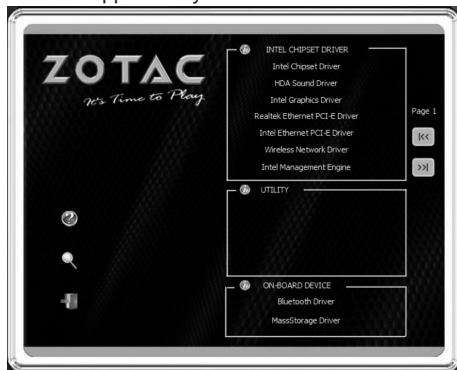 ZOTAC
It's Time to Play
INTEL CHIPSET DRIVER
Intel Chipset Driver
HDA Sound Driver
Intel Graphics Driver
Realtek Ethernet PCI-E Driver
Intel Ethernet PCI-E Driver
Wireless Network Driver
Intel Management Engine
Page 1
|<<
>>|
UTILITY
ON-BOARD DEVICE
Bluetooth Driver
MassStorage Driver